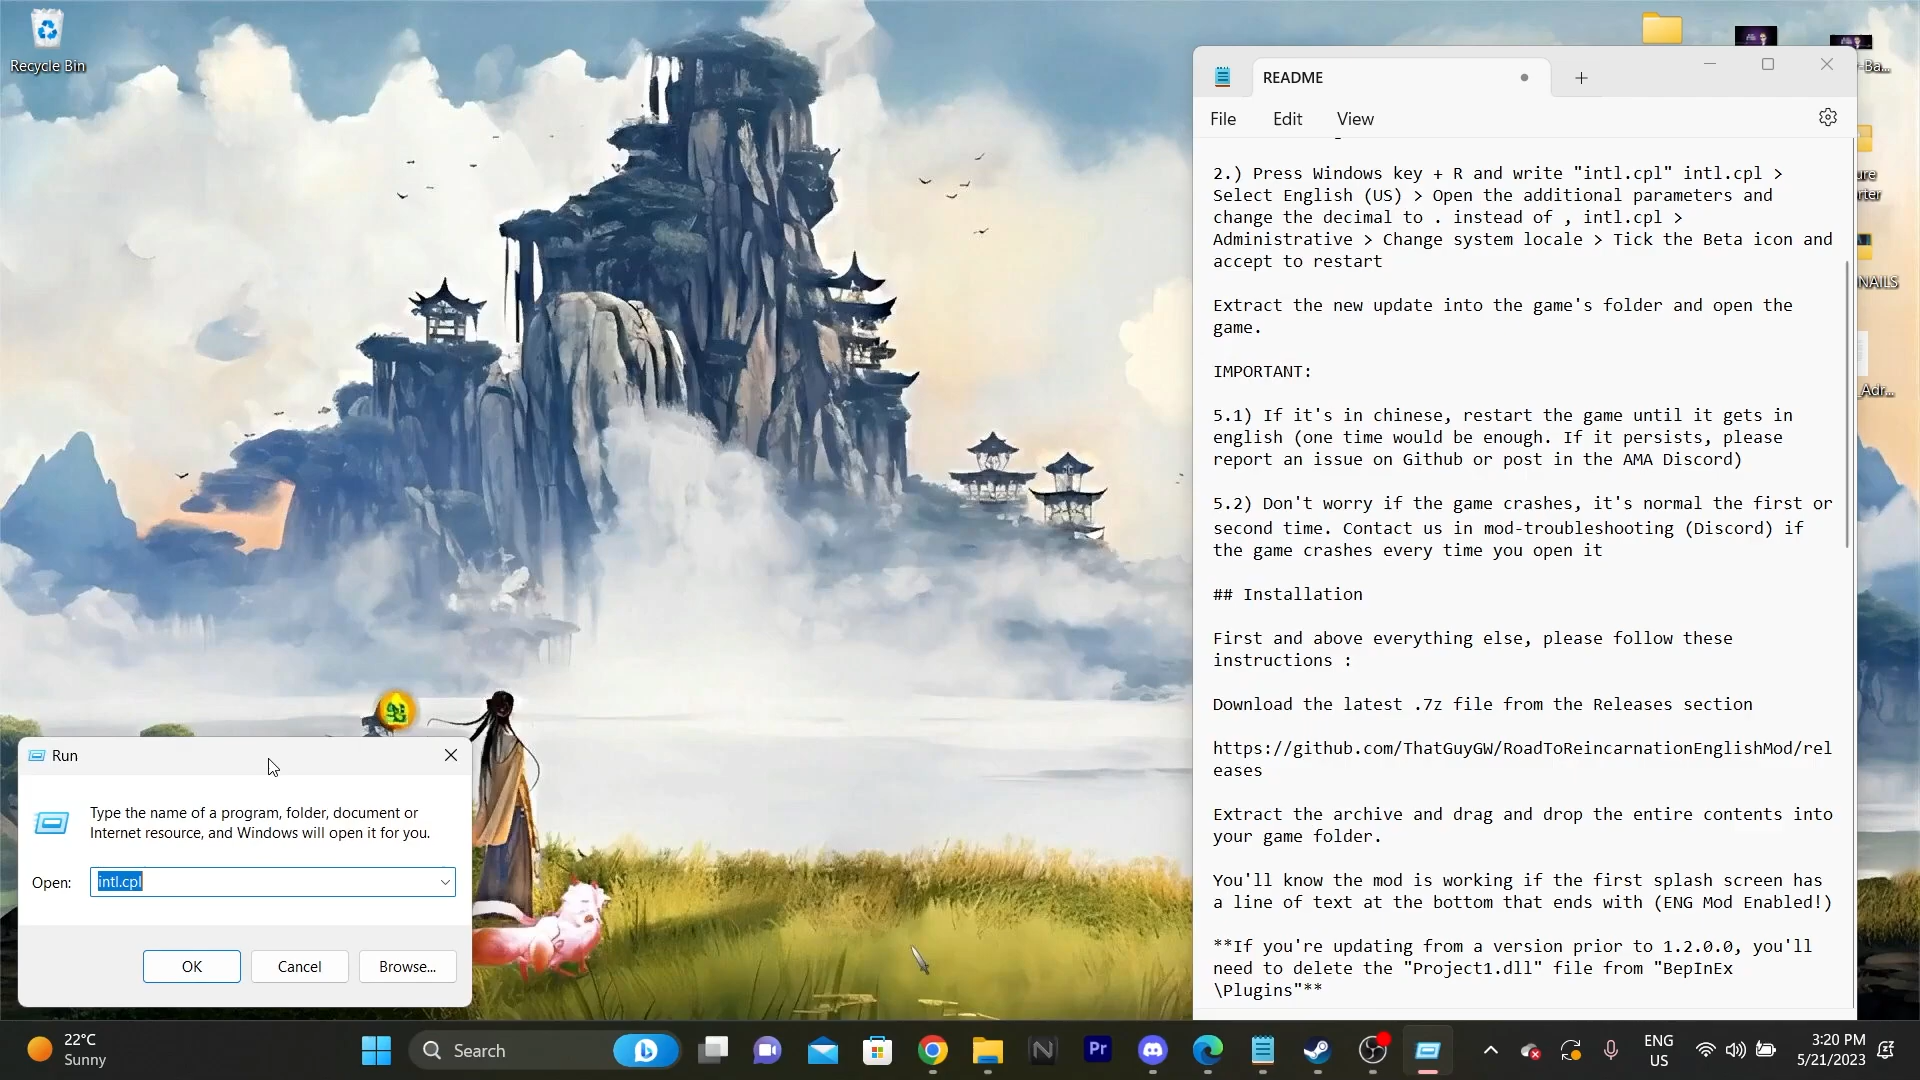 Recycle Bin
README
File
Edit
View
2.) Press Windows key + R and write "intl.cpl" intl.cpl >
Select English (US) > Open the additional parameters and
change the decimal to . instead of , intl.cpl >
Administrative > Change system locale > Tick the Beta icon and
accept to restart
Extract the new update into the game's folder and open the
game.
IMPORTANT:
5.1) If it's in chinese, restart the game until it gets in
english (one time would be enough. If it persists, please
report an issue on Github or post in the AMA Discord)
5.2) Don't worry if the game crashes, it's normal the first or
second time. Contact us in mod-troubleshooting (Discord) if
the game crashes every time you open it
## Installation
First and above everything else, please follow these
instructions :
Download the latest .7z file from the Releases section
https://github.com/ThatGuyGW/RoadToReincarnationEnglishMod/rel
eases
Extract the archive and drag and drop the entire contents into
your game folder.
You'll know the mod is working if the first splash screen has
a line of text at the bottom that ends with (ENG Mod Enabled!)
**If you're updating from a version prior to 1.2.0.0, you'll
need to delete the "Project1.dll" file from "BepInEx
\Plugins"**
-Ba...
ure
rter
NAILS
_Adr...
Run
Type the name of a program, folder, document or
Internet resource, and Windows will open it for you.
Open:
intl.cpl
OK
Cancel
Browse...
22°C
Sunny
Search
Pr
ENG
US
3:20 PM
5/21/2023